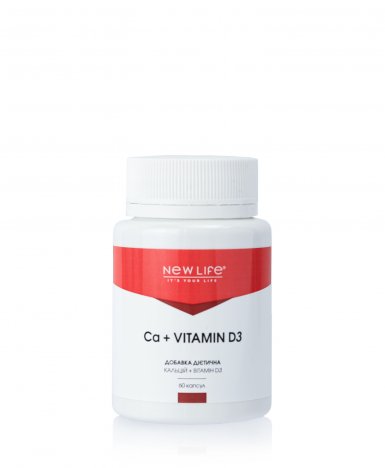 NEW LIFE®
IT'S YOUR LIFE
Ca + VITAMIN D3
ДОБАВКА ДІЄТИЧНА
КАЛЬЦІЙ + ВІТАМІН D3
60 капсул